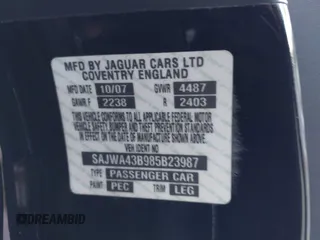 MFD BY JAGUAR CARS LTD
COVENTRY ENGLAND
MFD DATE 10/07 GVWR 4487
GAWR.F 2238 R 2403
THIS VEHICLE CONFORMS TO ALL APPLICABLE FEDERAL MOTOR
VEHICLE SAFETY, BUMPER, AND THEFT PREVENTION STANDARDS
IN EFFECT ON THE DATE OF MANUFACTURE SHOWN ABOVE
VEH IDENT NO
SAJWA43B985B23987
TYPE PASSENGER CAR
PAINT PEC TRIM LEG
DREAMBID